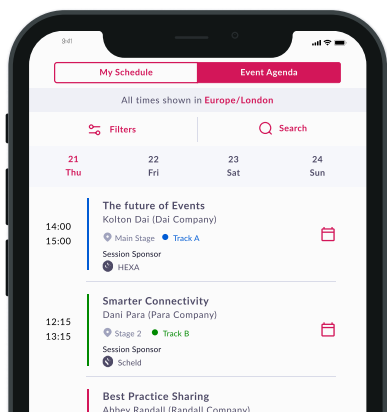 My Schedule
Event Agenda
All times shown in Europe/London
Filters
Search
21
Thu
22
Fri
23
Sat
24
Sun
14:00
15:00
The future of Events
Kolton Dai (Dai Company)
Main Stage
Track A
Session Sponsor
HEXA
12:15
13:15
Smarter Connectivity
Dani Para (Para Company)
Stage 2
Track B
Session Sponsor
Scheld
Best Practice Sharing
Abbey Randall (Randall Company)